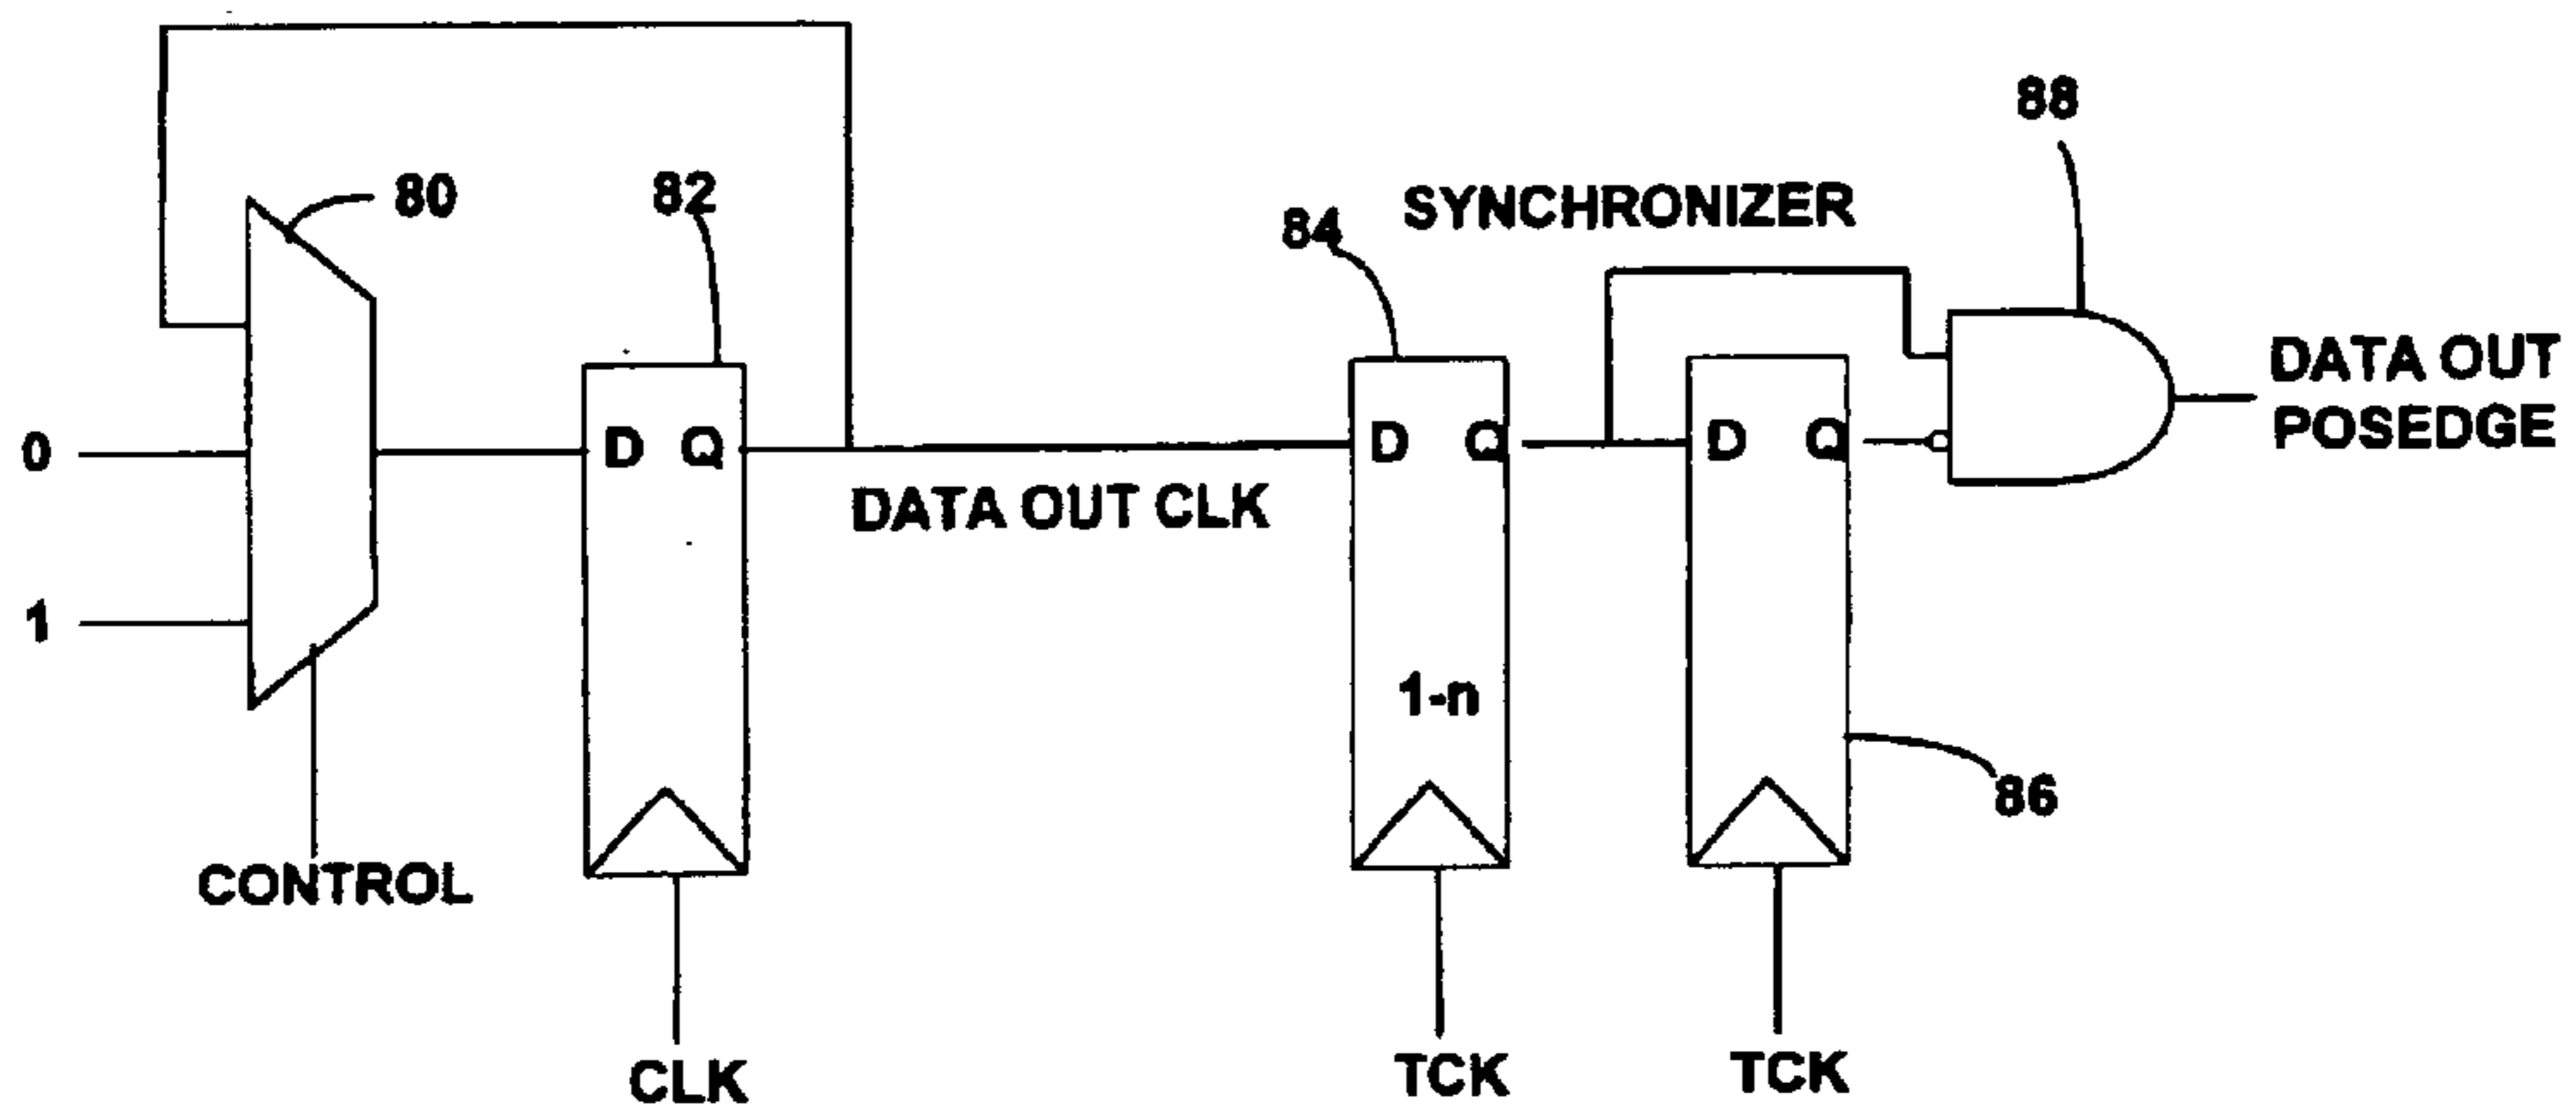 88
80
82
84
SYNCHRONIZER
DATA OUT
POSEDGE
0
D Q
D Q
D Q
DATA OUT CLK
1
1-n
86
CONTROL
CLK
TCK
TCK